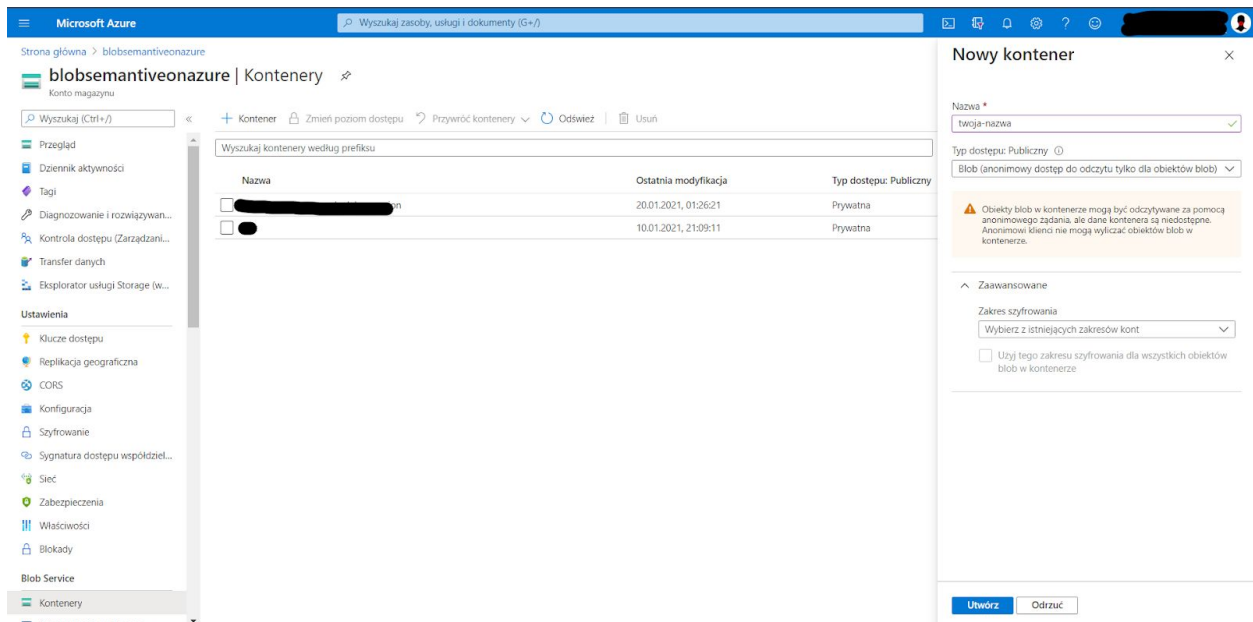 Microsoft Azure
Wyszukaj zasoby, usługi i dokumenty (G+/)
Strona główna > blobsemantiveonazure
blobsemantiveonazure | Kontenery
Konto magazynu
Wyszukaj (Ctrl+/)
«
Przegląd
Dziennik aktywności
Tagi
Diagnozowanie i rozwiązywan...
Kontrola dostępu (Zarządzani...
Transfer danych
Eksplorator usługi Storage (w...
Ustawienia
Klucze dostępu
Replikacja geograficzna
CORS
Konfiguracja
Szyfrowanie
Sygnatura dostępu współdziel...
Sieć
Zabezpieczenia
Właściwości
Blokady
Blob Service
Kontenery
+ Kontener Zmień poziom dostępu Przywróć kontenery Odśwież Usuń
Wyszukaj kontenery według prefiksu
Nazwa Ostatnia modyfikacja Typ dostępu: Publiczny
20.01.2021, 01:26:21 Prywatna
10.01.2021, 21:09:11 Prywatna
Nowy kontener
Nazwa *
twoja-nazwa
Typ dostępu: Publiczny
Blob (anonimowy dostęp do odczytu tylko dla obiektów blob)
Obiekty blob w kontenerze mogą być odczytywane za pomocą
anonimowego żądania, ale dane kontenera są niedostępne.
Anonimowi klienci nie mogą wyliczać obiektów blob w
kontenerze.
Zaawansowane
Zakres szyfrowania
Wybierz z istniejących zakresów kont
Użyj tego zakresu szyfrowania dla wszystkich obiektów
blob w kontenerze
Utwórz Odrzuć